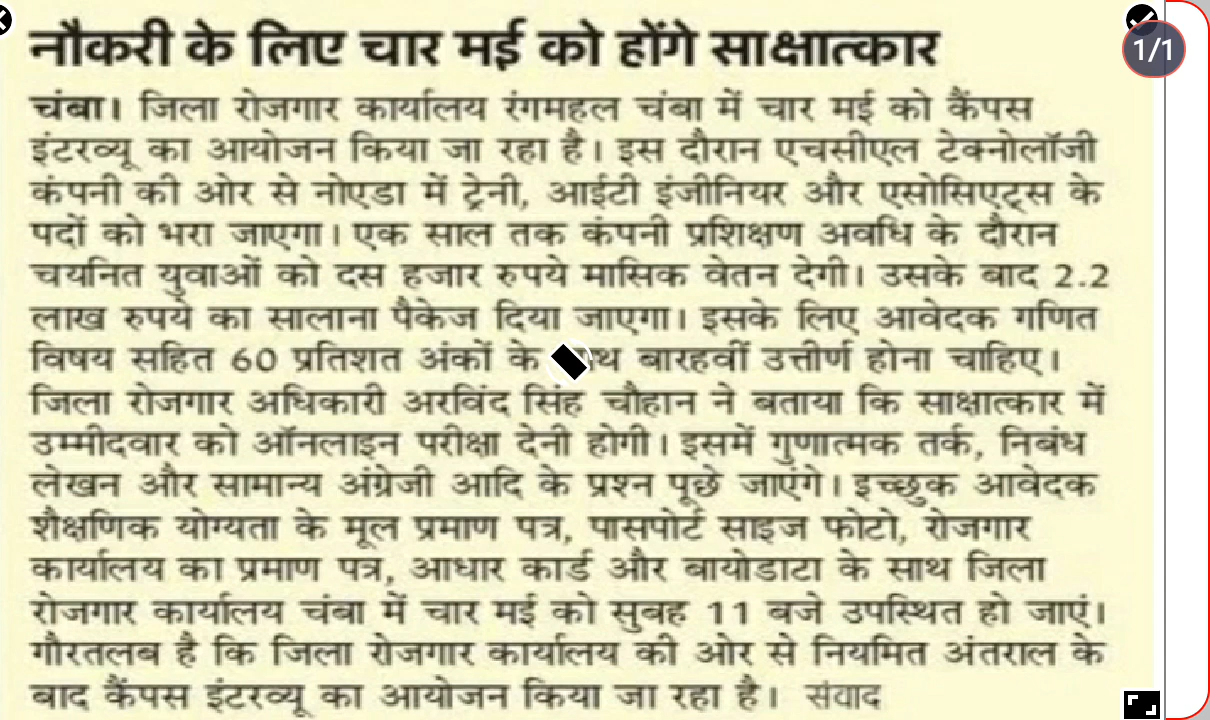 1/1
नौकरी के लिए चार मई को होंगे साक्षात्कार
चंबा। जिला रोजगार कार्यालय रंगमहल चंबा में चार मई को कैंपस
इंटरव्यू का आयोजन किया जा रहा है। इस दौरान एचसीएल टेक्नोलॉजी
कंपनी की ओर से नोएडा में ट्रेनी, आईटी इंजीनियर और एसोसिएट्स के
पदों को भरा जाएगा। एक साल तक कंपनी प्रशिक्षण अवधि के दौरान
चयनित युवाओं को दस हजार रुपये मासिक वेतन देगी। उसके बाद 2.2
लाख रुपये का सालाना पैकेज दिया जाएगा। इसके लिए आवेदक गणित
विषय सहित 60 प्रतिशत अंकों के बारहवीं उत्तीर्ण होना चाहिए।
जिला रोजगार अधिकारी अरविंद सिंह चौहान ने बताया कि साक्षात्कार में
उम्मीदवार को ऑनलाइन परीक्षा देनी होगी। इसमें गुणात्मक तर्क, निबंध
लेखन और सामान्य अंग्रेजी आदि के प्रश्न पूछे जाएंगे। इच्छुक आवेदक
शैक्षणिक योग्यता के मूल प्रमाण पत्र, पासपोर्ट साइज फोटो, रोजगार
कार्यालय का प्रमाण पत्र, आधार कार्ड और बायोडाटा के साथ जिला
रोजगार कार्यालय चंबा में चार मई को सुबह 11 बजे उपस्थित हो जाएं।
गौरतलब है कि जिला रोजगार कार्यालय की ओर से नियमित अंतराल के
बाद कैंपस इंटरव्यू का आयोजन किया जा रहा है। संवाद